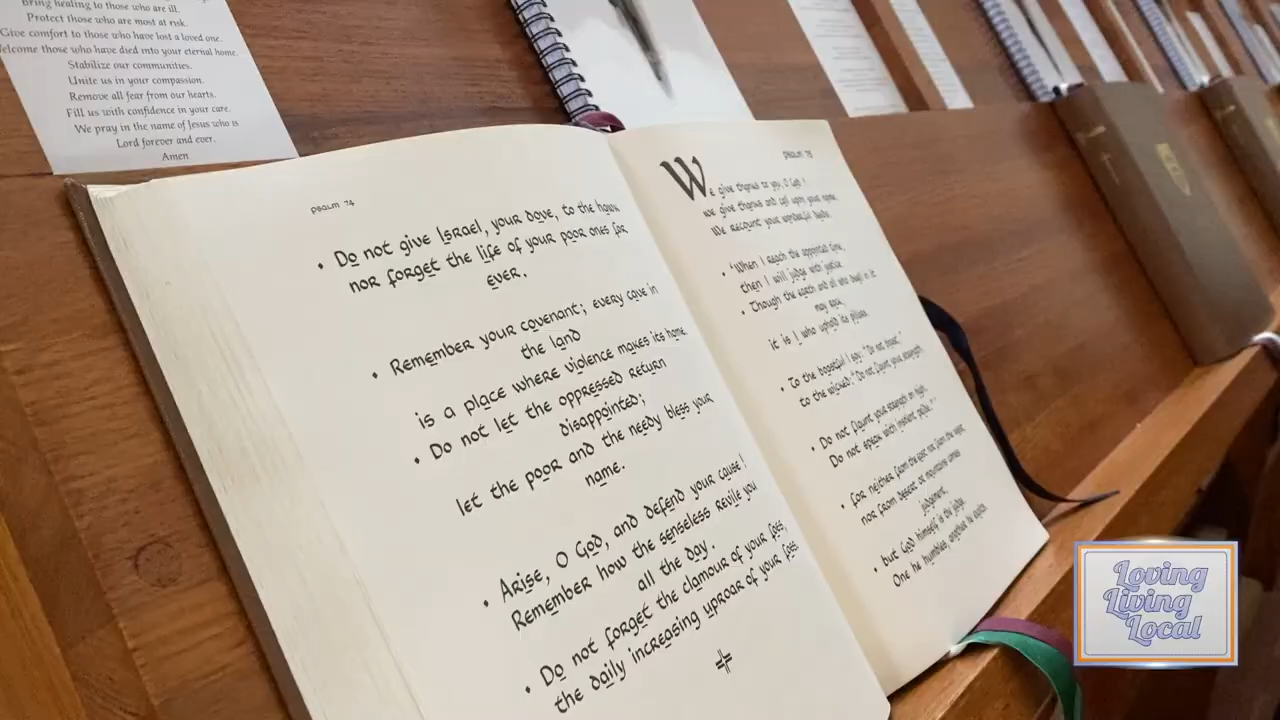 Bring healing to those who are ill.
Protect those who are most at risk.
Give comfort to those who have lost a loved one.
Welcome those who have died into your eternal home.
Stabilize our communities.
Unite us in your compassion.
Remove all fear from our hearts.
Fill us with confidence in your care.
We pray in the name of Jesus who is
Lord forever and ever.
Amen
psalm 74
• Do not give Israel, your dove, to the hawk,
nor forget the life of your poor ones for
ever.
• Remember your covenant; every cave in
the land
is a place where violence makes its home.
• Do not let the oppressed return
disappointed;
let the poor and the needy bless your
name.
• Arise, O God, and defend your cause!
Remember how the senseless revile you
all the day.
• Do not forget the clamour of your foes,
the daily increasing uproar of your foes
psalm 75
We give thanks to you, O God!
we give thanks and call upon your name.
We recount your wonderful deeds.
• "When I reach the appointed time,
then I will judge with justice.
• Though the earth and all who dwell in it
may rock,
it is I who uphold its pillars.
• To the boastful I say: "Do not boast,"
to the wicked: "Do not flaunt your strength,
• Do not flaunt your strength on high.
Do not speak with insolent pride."
• for neither from the east nor from the west
nor from desert or mountains comes
judgement,
• but God himself is the judge.
One he humbles, another he exalts.
Loving
Living
Local